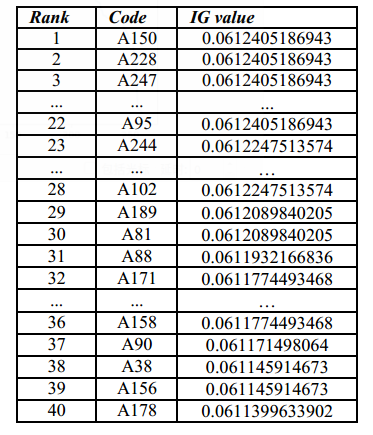 Rank Code IG value
1 A150 0.0612405186943
2 A228 0.0612405186943
3 A247 0.0612405186943
... ... ...
22 A95 0.0612405186943
23 A244 0.0612247513574
... ... ...
28 A102 0.0612247513574
29 A189 0.0612089840205
30 A81 0.0612089840205
31 A88 0.0611932166836
32 A171 0.0611774493468
... ... ...
36 A158 0.0611774493468
37 A90 0.061171498064
38 A38 0.061145914673
39 A156 0.061145914673
40 A178 0.0611399633902